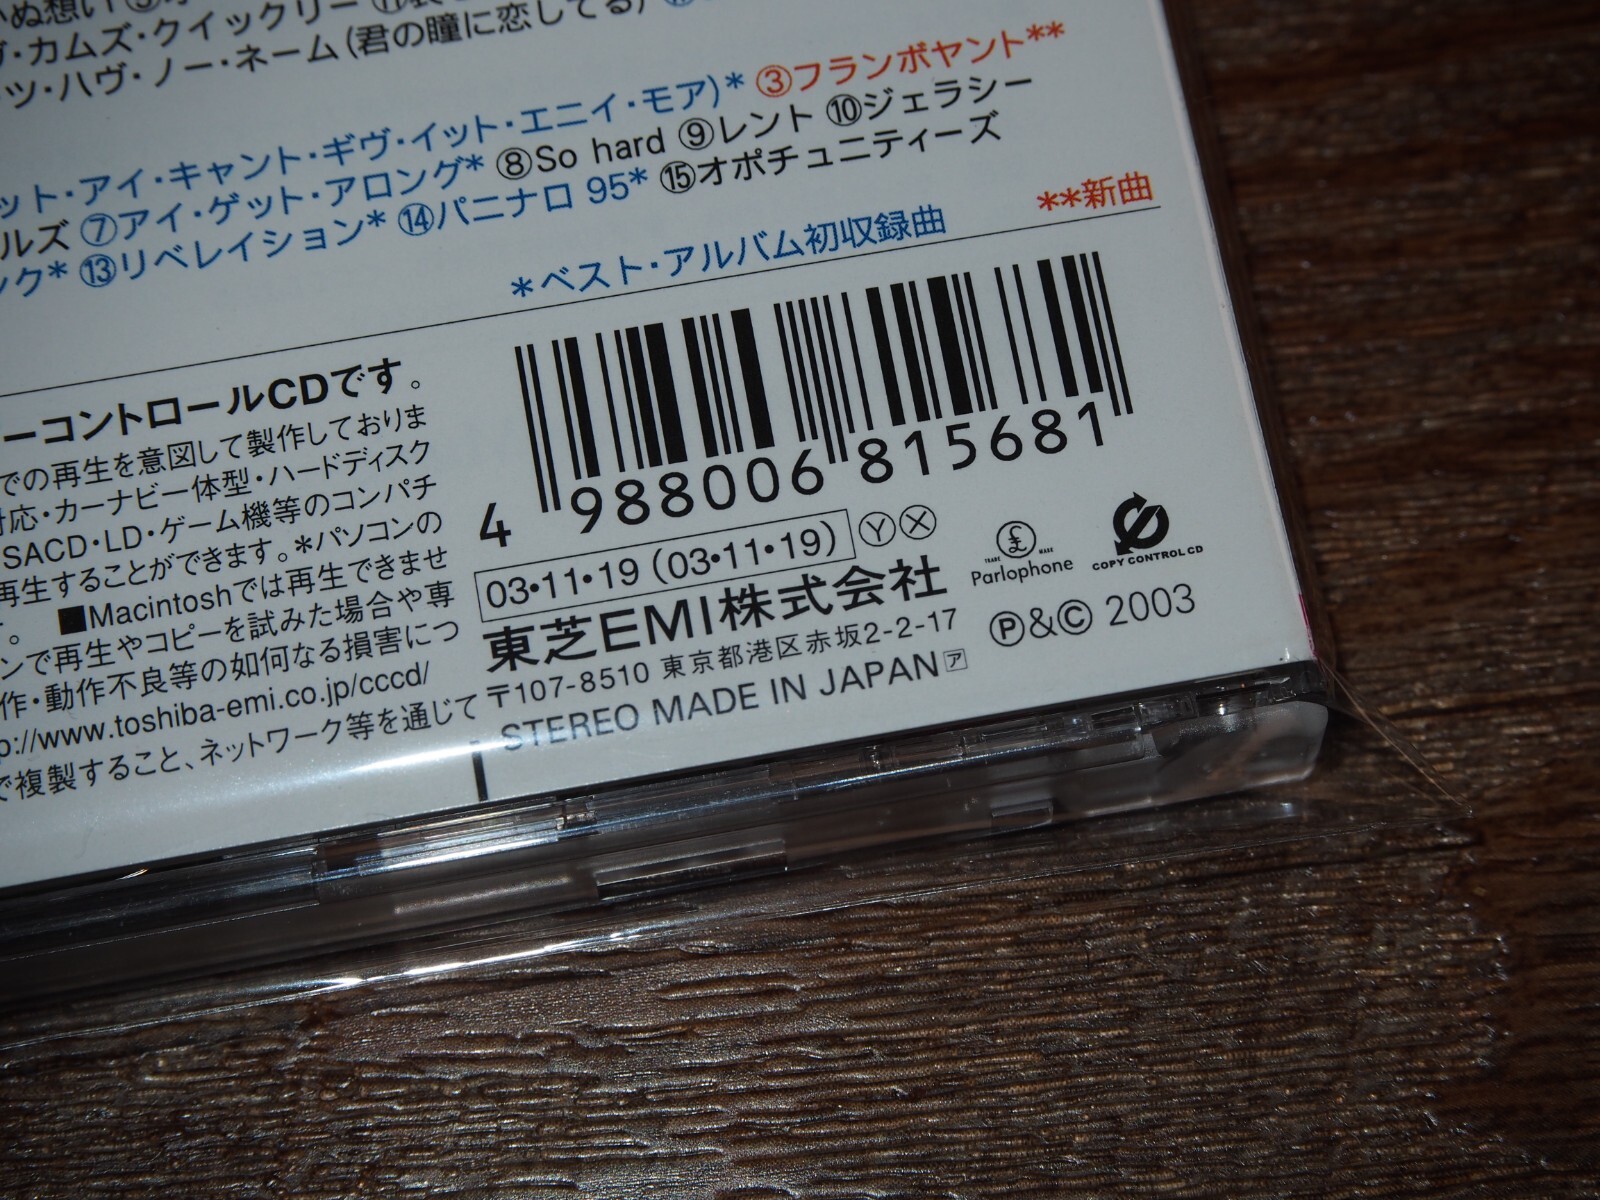 ぬ想い
カムズ・クイックリー ⑪
ツ・ハヴ・ノー・ネーム(君の瞳に恋してる)
ット・アイ・キャント・ギヴ・イット・エニイ・モア)* ③フランボヤント**
ルズ ⑦アイ・ゲット・アロング* ⑧So hard ⑨レント ⑩ジェラシー
ック* ⑬リベレイション* ⑭パニナロ 95* ⑮オポチュニティーズ
*ベスト・アルバム初収録曲 **新曲
ーコントロールCDです。
での再生を意図して製作しておりま
対応・カーナビ一体型・ハードディスク
SACD・LD・ゲーム機等のコンパチ
再生することができます。*パソコンの
■Macintoshでは再生できませ
ンで再生やコピーを試みた場合や専
作・動作不良等の如何なる損害につ
p://www.toshiba-emi.co.jp/cccd/
で複製すること、ネットワーク等を通じて
4 988006 815681
03・11・19 (03・11・19) Ⓨ Ⓧ
東芝EMI株式会社
〒107-8510 東京都港区赤坂2-2-17
STEREO MADE IN JAPAN ア
TRADE £ MARK
Parlophone
COPY CONTROL CD
Ⓟ&© 2003